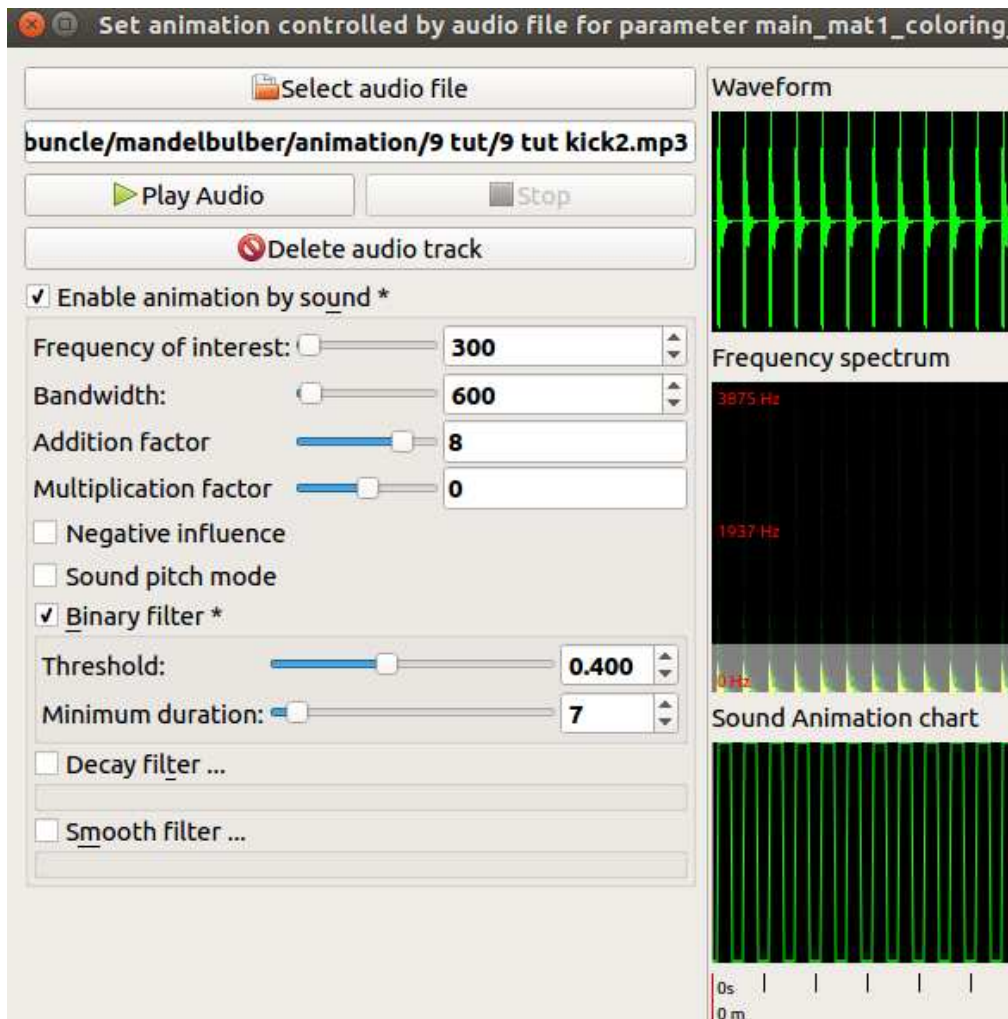 Set animation controlled by audio file for parameter main_mat1_coloring_
Select audio file
buncle/mandelbulber/animation/9 tut/9 tut kick2.mp3
Play Audio
Stop
Delete audio track
Enable animation by sound *
Frequency of interest: 300
Bandwidth: 600
Addition factor 8
Multiplication factor 0
Negative influence
Sound pitch mode
Binary filter *
Threshold: 0.400
Minimum duration: 7
Decay filter ...
Smooth filter ...
Waveform
Frequency spectrum
3875 Hz
1937 Hz
0 Hz
Sound Animation chart
0s
0 m